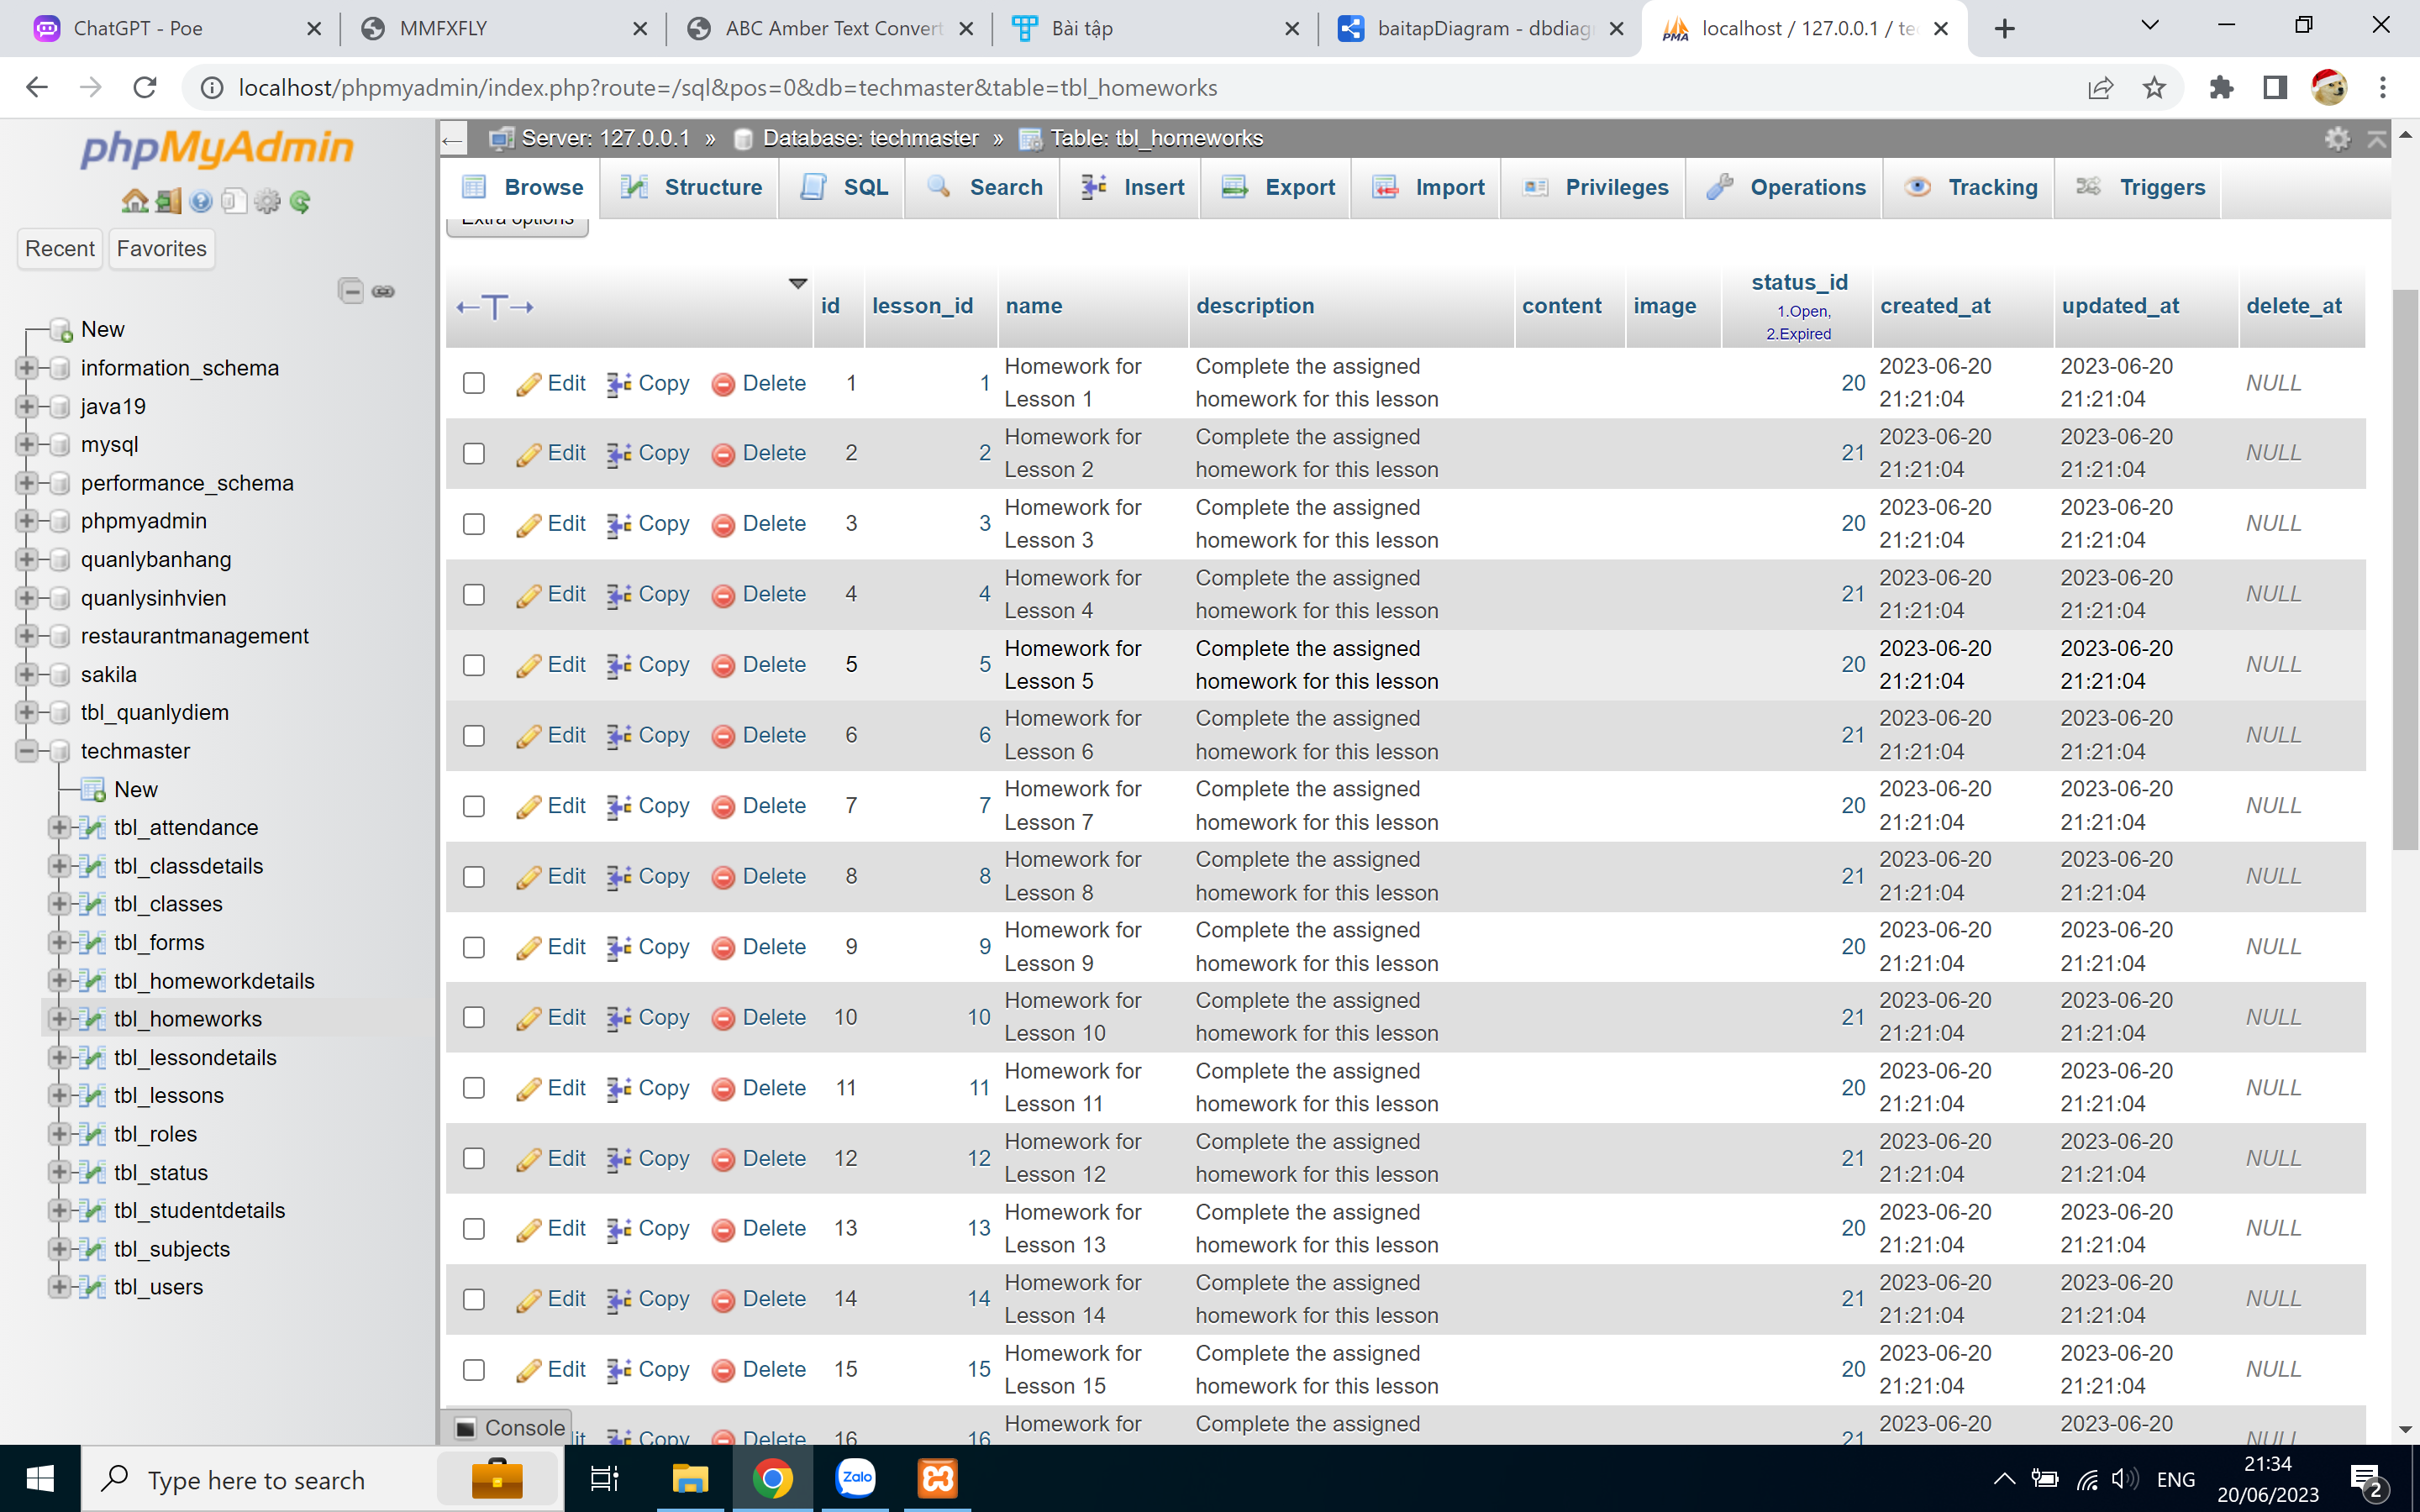 ChatGPT - Poe
MMFXFLY
ABC Amber Text Convert
Bài tập
baitapDiagram - dbdiag
localhost / 127.0.0.1 / te
localhost/phpmyadmin/index.php?route=/sql&pos=0&db=techmaster&table=tbl_homeworks
phpMyAdmin
Recent Favorites
New
information_schema
java19
mysql
performance_schema
phpmyadmin
quanlybanhang
quanlysinhvien
restaurantmanagement
sakila
tbl_quanlydiem
techmaster
New
tbl_attendance
tbl_classdetails
tbl_classes
tbl_forms
tbl_homeworkdetails
tbl_homeworks
tbl_lessondetails
tbl_lessons
tbl_roles
tbl_status
tbl_studentdetails
tbl_subjects
tbl_users
Server: 127.0.0.1 » Database: techmaster » Table: tbl_homeworks
Browse Structure SQL Search Insert Export Import Privileges Operations Tracking Triggers
Extra options
←T→ id lesson_id name description content image status_id created_at updated_at delete_at
1.Open,
2.Expired
Edit Copy Delete 1 1 Homework for Lesson 1 Complete the assigned homework for this lesson 20 2023-06-20 21:21:04 2023-06-20 21:21:04 NULL
Edit Copy Delete 2 2 Homework for Lesson 2 Complete the assigned homework for this lesson 21 2023-06-20 21:21:04 2023-06-20 21:21:04 NULL
Edit Copy Delete 3 3 Homework for Lesson 3 Complete the assigned homework for this lesson 20 2023-06-20 21:21:04 2023-06-20 21:21:04 NULL
Edit Copy Delete 4 4 Homework for Lesson 4 Complete the assigned homework for this lesson 21 2023-06-20 21:21:04 2023-06-20 21:21:04 NULL
Edit Copy Delete 5 5 Homework for Lesson 5 Complete the assigned homework for this lesson 20 2023-06-20 21:21:04 2023-06-20 21:21:04 NULL
Edit Copy Delete 6 6 Homework for Lesson 6 Complete the assigned homework for this lesson 21 2023-06-20 21:21:04 2023-06-20 21:21:04 NULL
Edit Copy Delete 7 7 Homework for Lesson 7 Complete the assigned homework for this lesson 20 2023-06-20 21:21:04 2023-06-20 21:21:04 NULL
Edit Copy Delete 8 8 Homework for Lesson 8 Complete the assigned homework for this lesson 21 2023-06-20 21:21:04 2023-06-20 21:21:04 NULL
Edit Copy Delete 9 9 Homework for Lesson 9 Complete the assigned homework for this lesson 20 2023-06-20 21:21:04 2023-06-20 21:21:04 NULL
Edit Copy Delete 10 10 Homework for Lesson 10 Complete the assigned homework for this lesson 21 2023-06-20 21:21:04 2023-06-20 21:21:04 NULL
Edit Copy Delete 11 11 Homework for Lesson 11 Complete the assigned homework for this lesson 20 2023-06-20 21:21:04 2023-06-20 21:21:04 NULL
Edit Copy Delete 12 12 Homework for Lesson 12 Complete the assigned homework for this lesson 21 2023-06-20 21:21:04 2023-06-20 21:21:04 NULL
Edit Copy Delete 13 13 Homework for Lesson 13 Complete the assigned homework for this lesson 20 2023-06-20 21:21:04 2023-06-20 21:21:04 NULL
Edit Copy Delete 14 14 Homework for Lesson 14 Complete the assigned homework for this lesson 21 2023-06-20 21:21:04 2023-06-20 21:21:04 NULL
Edit Copy Delete 15 15 Homework for Lesson 15 Complete the assigned homework for this lesson 20 2023-06-20 21:21:04 2023-06-20 21:21:04 NULL
Copy Delete 16 16 Homework for Complete the assigned 21 2023-06-20 2023-06-20 NULL
Console
Type here to search
Zalo
ENG
21:34
20/06/2023
2